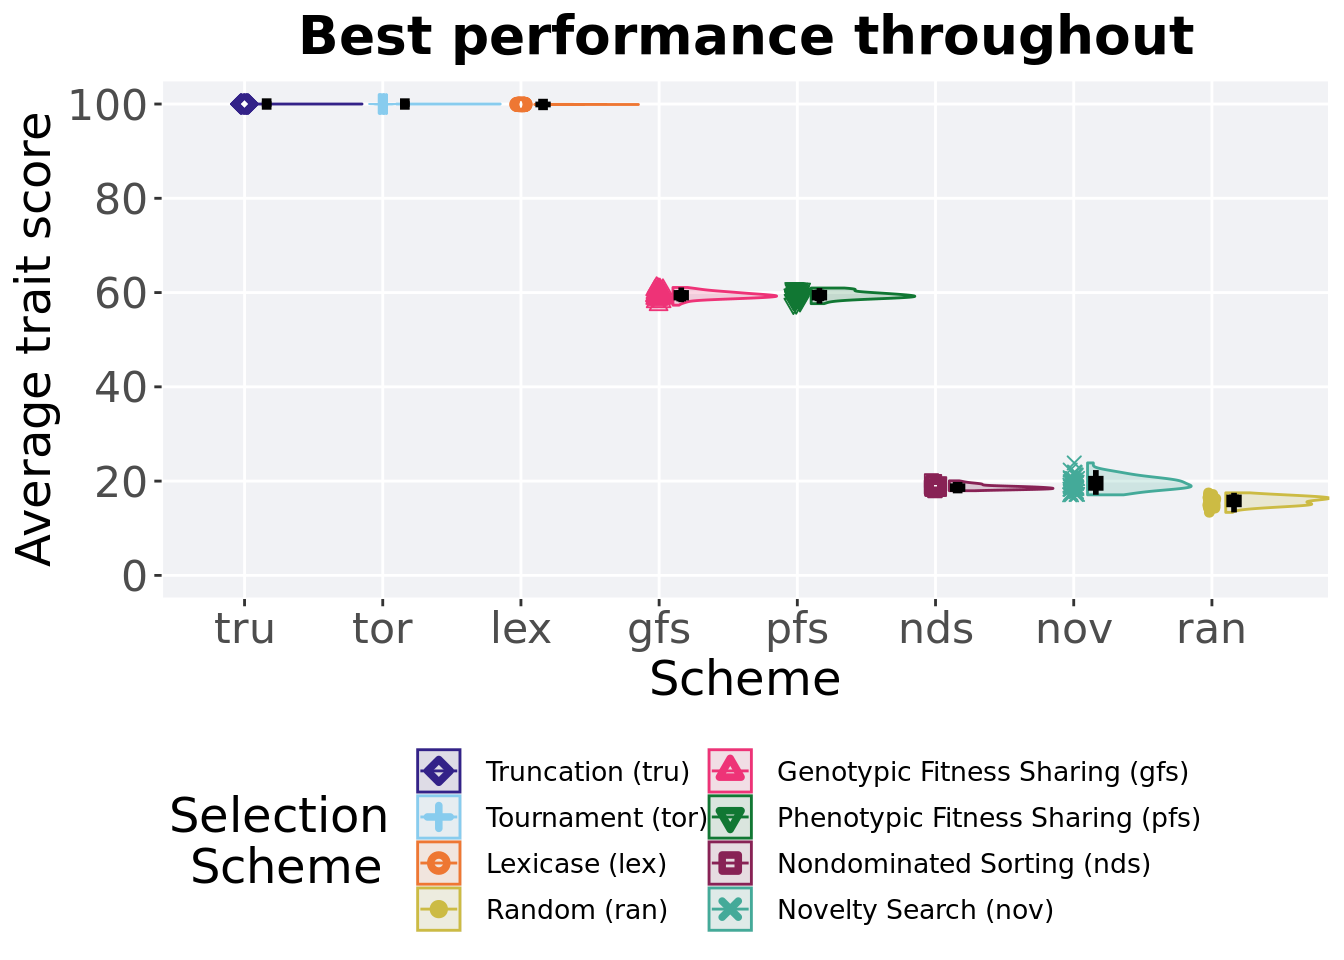 Best performance throughout
Average trait score
100
80
60
40
20
0
tru tor lex gfs pfs nds nov ran
Scheme
Selection
Scheme
Truncation (tru)
Tournament (tor)
Lexicase (lex)
Random (ran)
Genotypic Fitness Sharing (gfs)
Phenotypic Fitness Sharing (pfs)
Nondominated Sorting (nds)
Novelty Search (nov)